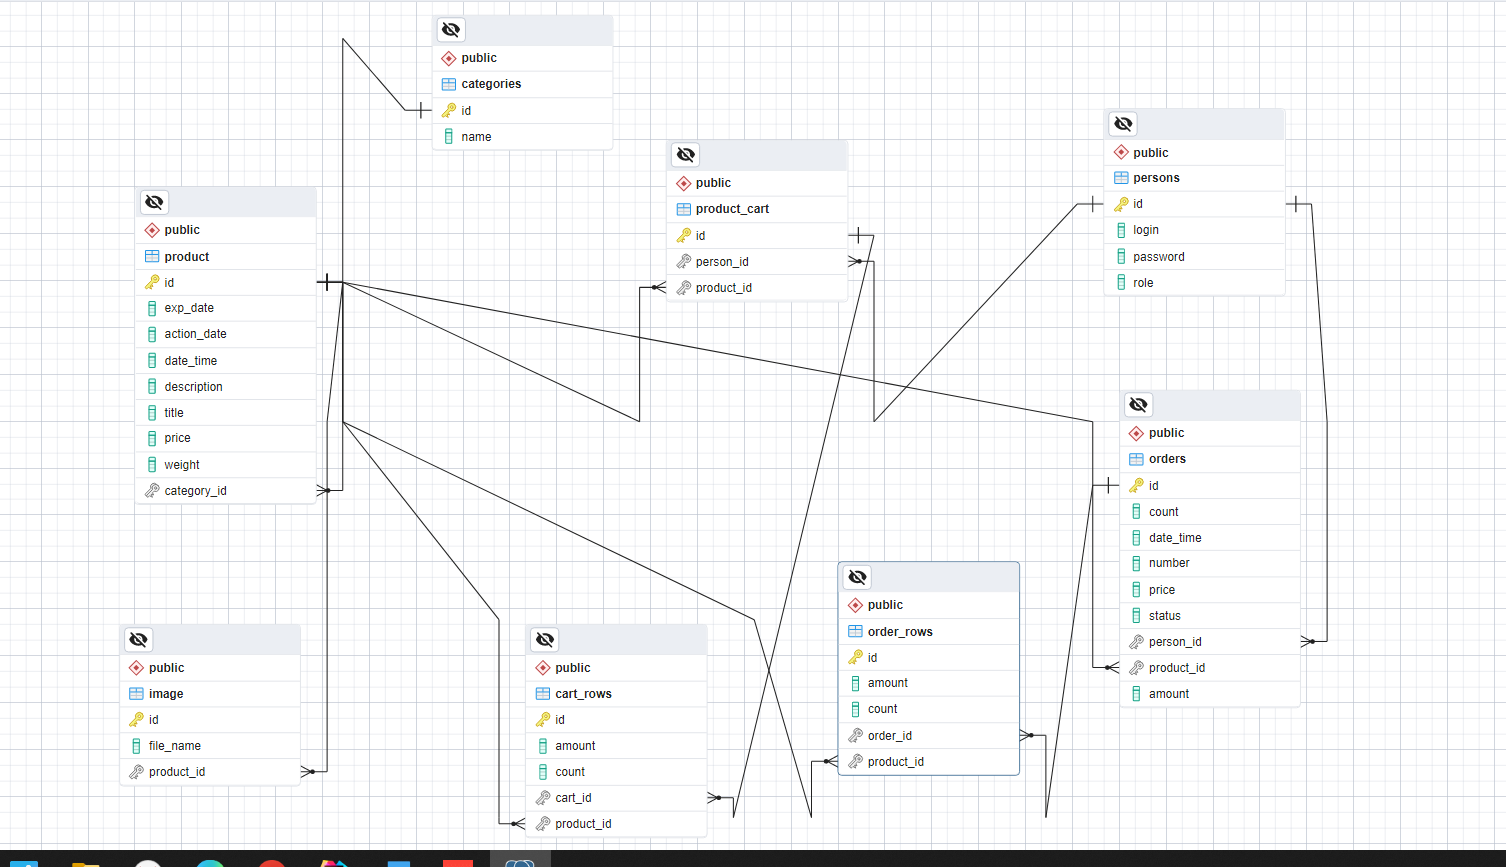 public
categories
id
name
public
product_cart
id
person_id
product_id
public
persons
id
login
password
role
public
product
id
exp_date
action_date
date_time
description
title
price
weight
category_id
public
orders
id
count
date_time
number
price
status
person_id
product_id
amount
public
order_rows
id
amount
count
order_id
product_id
public
image
id
file_name
product_id
public
cart_rows
id
amount
count
cart_id
product_id